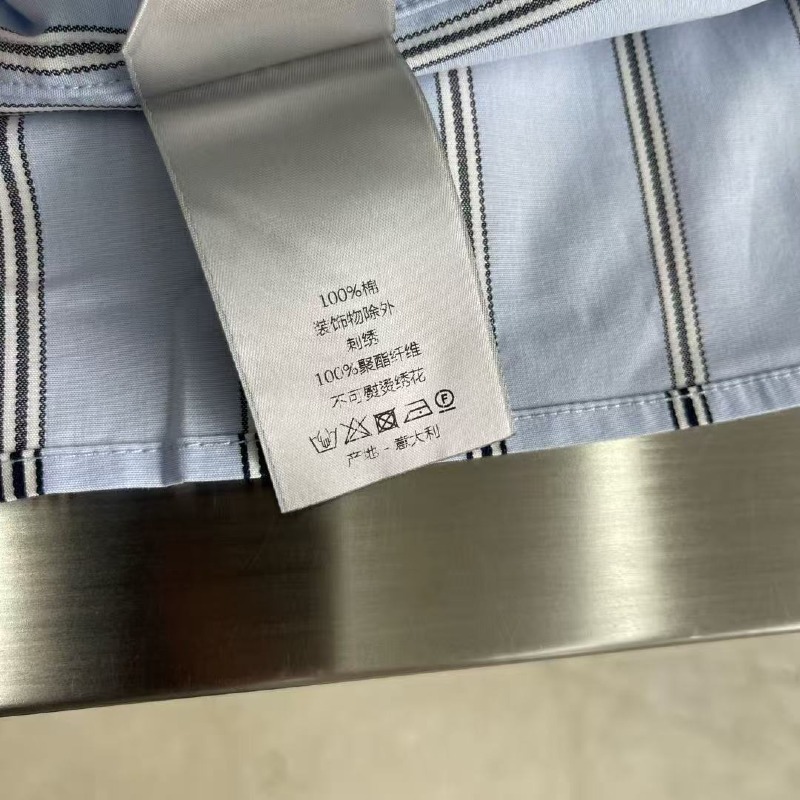 100%棉
装饰物除外
刺绣
100%聚酯纤维
不可熨烫绣花
F
产地 - 意大利